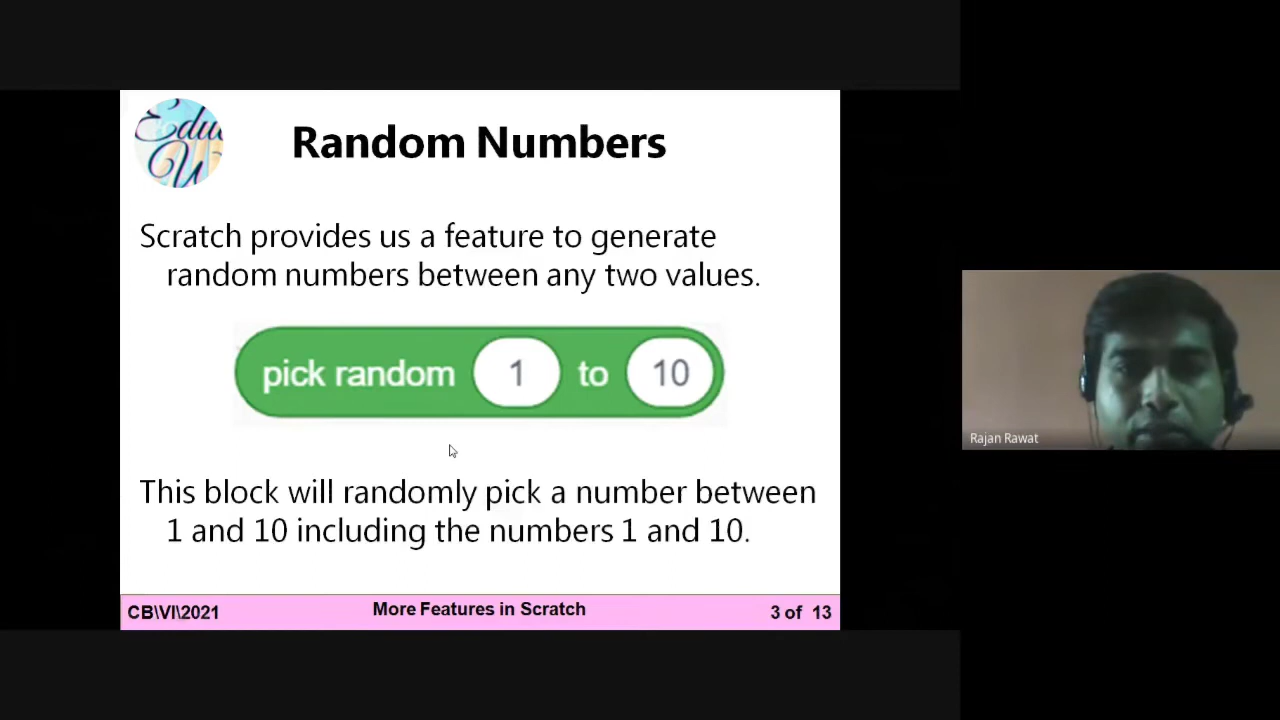 Edu
W
Random Numbers
Scratch provides us a feature to generate
random numbers between any two values.
pick random 1 to 10
This block will randomly pick a number between
1 and 10 including the numbers 1 and 10.
CB\VI\2021 More Features in Scratch 3 of 13
Rajan Rawat